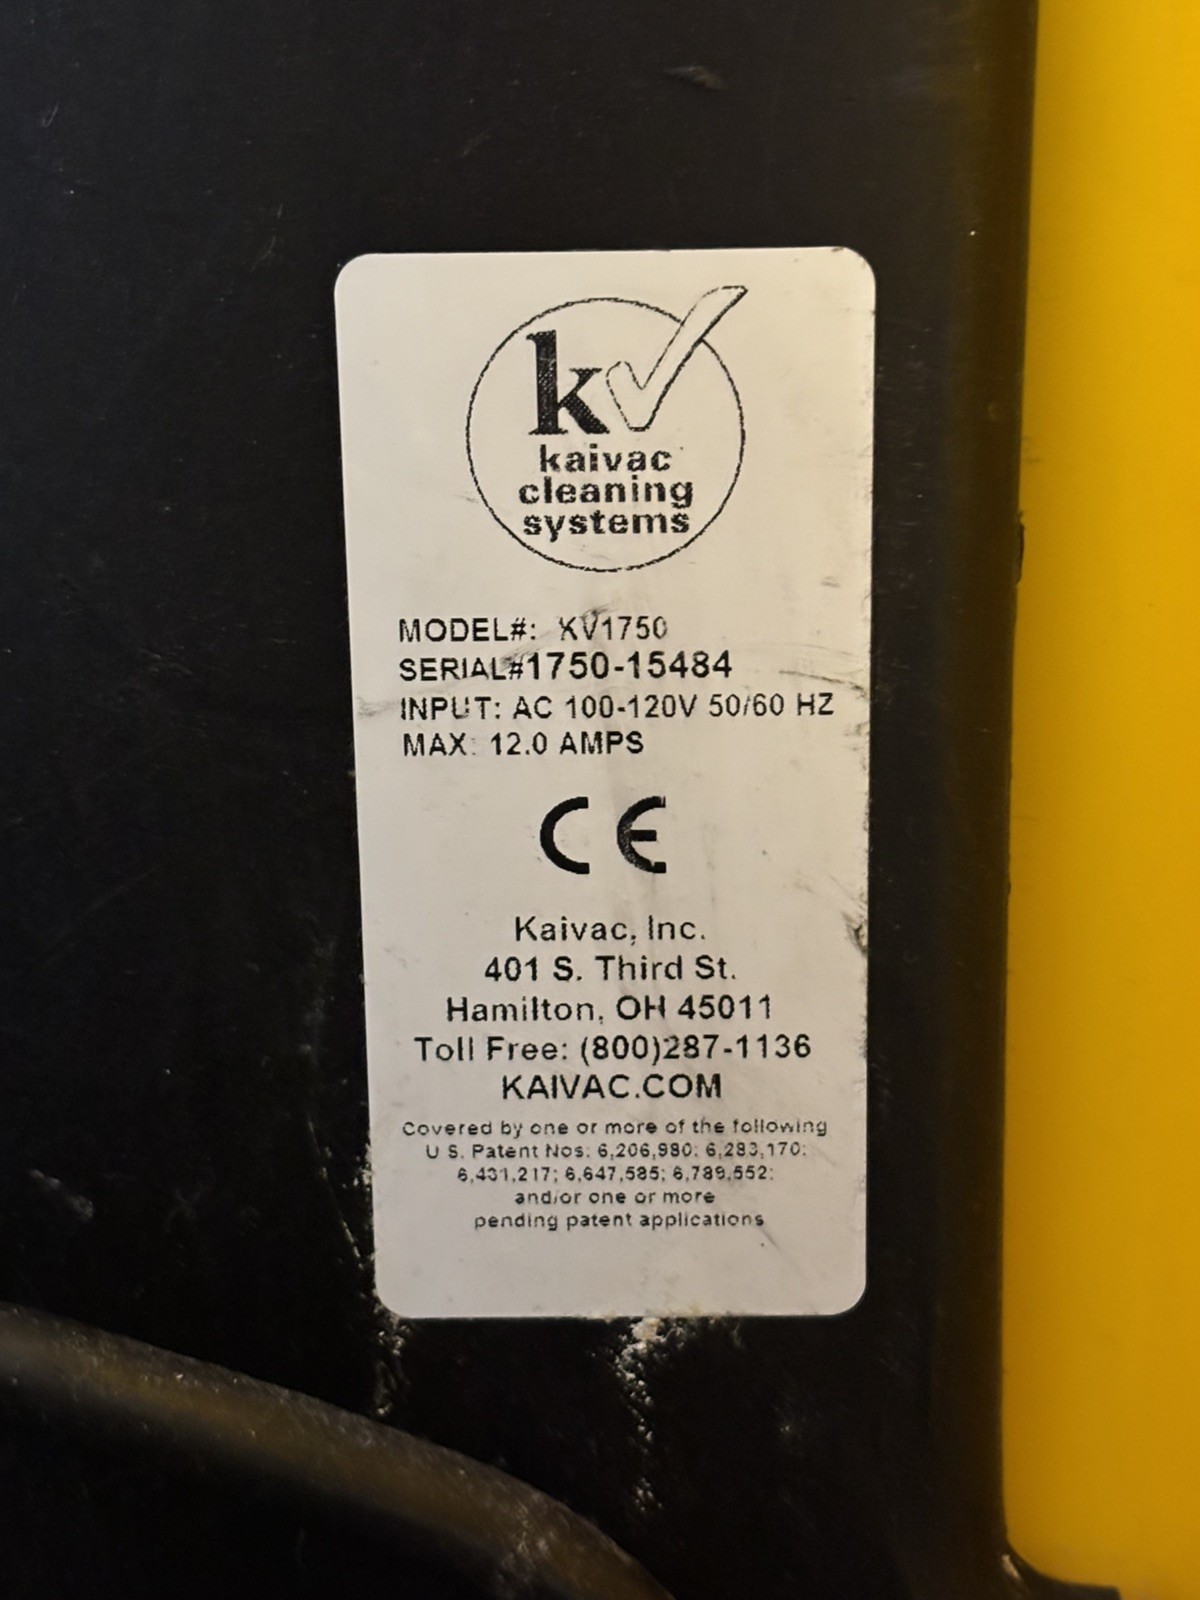 k
kaivac
cleaning
systems
MODEL#: KV1750
SERIAL#1750-15484
INPUT: AC 100-120V 50/60 HZ
MAX: 12.0 AMPS
CE
Kaivac, Inc.
401 S. Third St.
Hamilton, OH 45011
Toll Free: (800)287-1136
KAIVAC.COM
Covered by one or more of the following
U S. Patent Nos: 6,206,980; 6,283,170;
6,431,217; 6,647,585; 6,789,552;
and/or one or more
pending patent applications